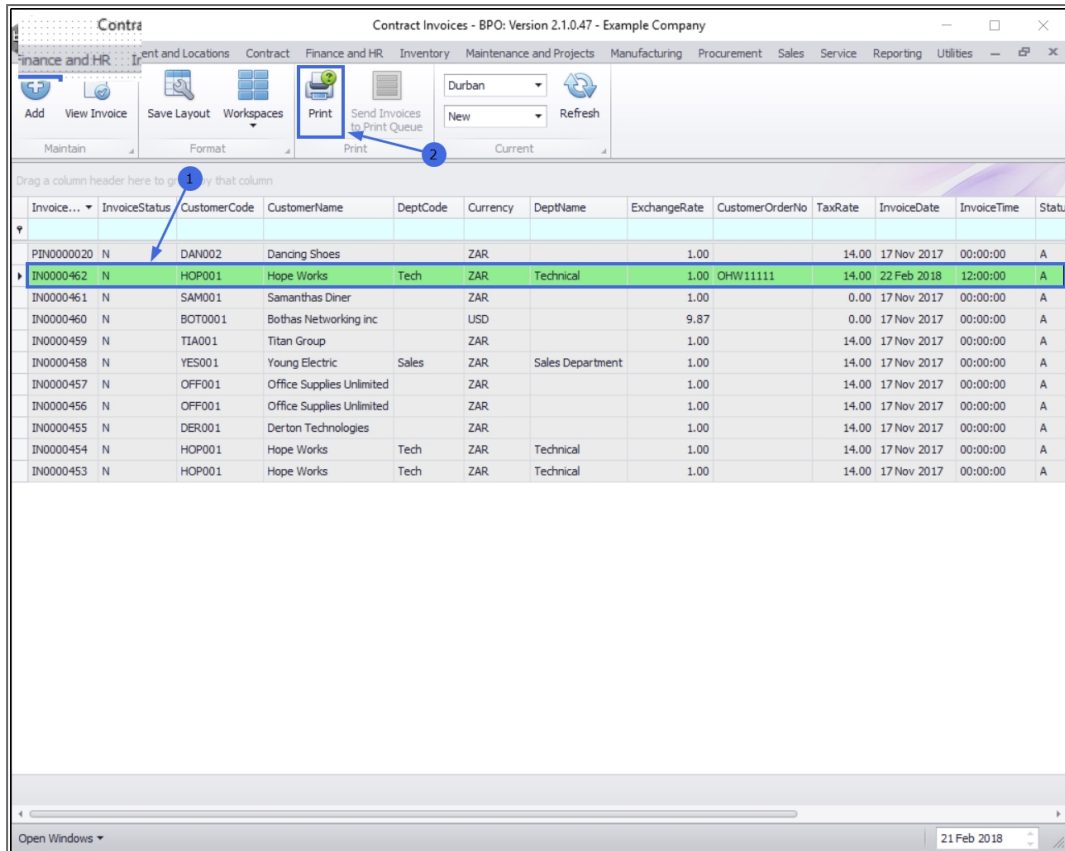 Contra
Contract Invoices - BPO: Version 2.1.0.47 - Example Company
Finance and HR
ent and Locations Contract Finance and HR Inventory Maintenance and Projects Manufacturing Procurement Sales Service Reporting Utilities
Add View Invoice Save Layout Workspaces Print Send Invoices to Print Queue Durban New Refresh
Maintain Format Print Current
2
Drag a column header here to gr y that column
1
Invoice... InvoiceStatus CustomerCode CustomerName DeptCode Currency DeptName ExchangeRate CustomerOrderNo TaxRate InvoiceDate InvoiceTime Statu
PIN0000020 N DAN002 Dancing Shoes ZAR 1.00 14.00 17 Nov 2017 00:00:00 A
IN0000462 N HOP001 Hope Works Tech ZAR Technical 1.00 OHW11111 14.00 22 Feb 2018 12:00:00 A
IN0000461 N SAM001 Samanthas Diner ZAR 1.00 0.00 17 Nov 2017 00:00:00 A
IN0000460 N BOT0001 Bothas Networking inc USD 9.87 0.00 17 Nov 2017 00:00:00 A
IN0000459 N TIA001 Titan Group ZAR 1.00 14.00 17 Nov 2017 00:00:00 A
IN0000458 N YES001 Young Electric Sales ZAR Sales Department 1.00 14.00 17 Nov 2017 00:00:00 A
IN0000457 N OFF001 Office Supplies Unlimited ZAR 1.00 14.00 17 Nov 2017 00:00:00 A
IN0000456 N OFF001 Office Supplies Unlimited ZAR 1.00 14.00 17 Nov 2017 00:00:00 A
IN0000455 N DER001 Derton Technologies ZAR 1.00 14.00 17 Nov 2017 00:00:00 A
IN0000454 N HOP001 Hope Works Tech ZAR Technical 1.00 14.00 17 Nov 2017 00:00:00 A
IN0000453 N HOP001 Hope Works Tech ZAR Technical 1.00 14.00 17 Nov 2017 00:00:00 A
Open Windows 21 Feb 2018